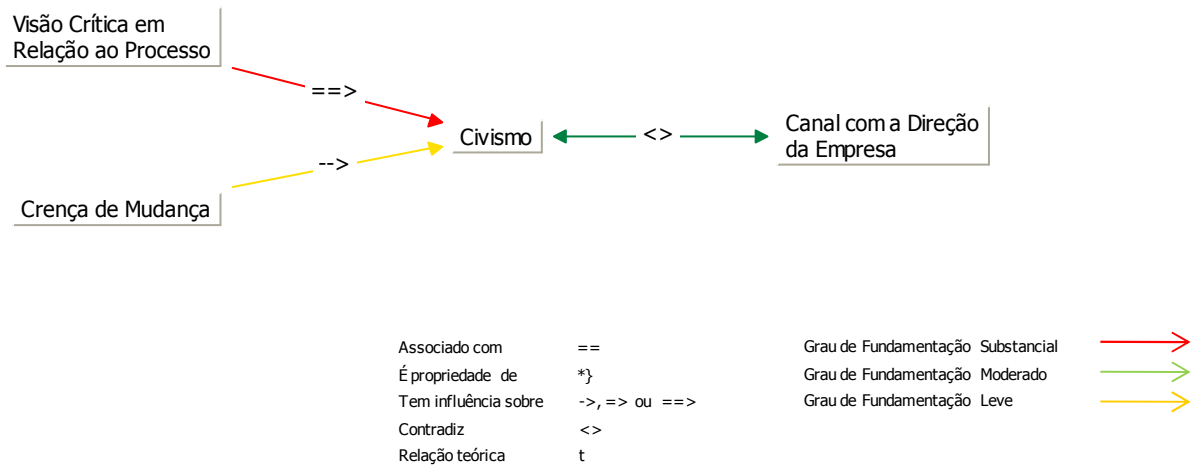 Visão Crítica em
Relação ao Processo
==>
Civismo
<>
Canal com a Direção
da Empresa
-->
Crença de Mudança
Associado com ==
É propriedade de *}
Tem influência sobre ->, => ou ==>
Contradiz <>
Relação teórica t
Grau de Fundamentação Substancial
Grau de Fundamentação Moderado
Grau de Fundamentação Leve